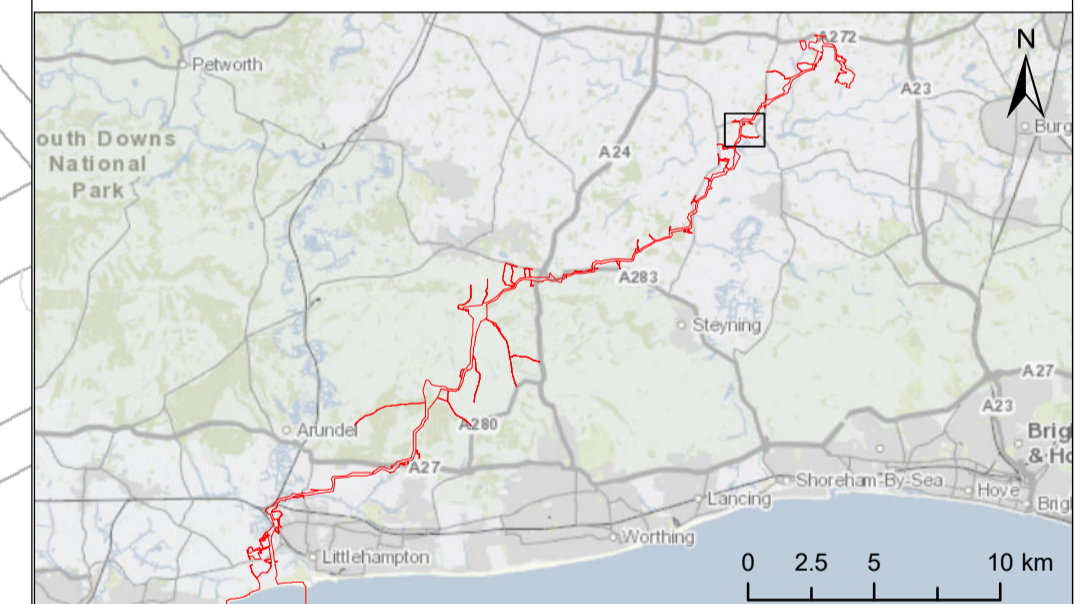 A272
N
Petworth
A23
Burg
outh Downs
National
Park
A24
A283
Steyning
A27
A23
Arundel
A280
Brig
& Ho
A27
Shoreham-By-Sea
Hove
Brig
Lancing
Worthing
Littlehampton
0 2.5 5 10 km